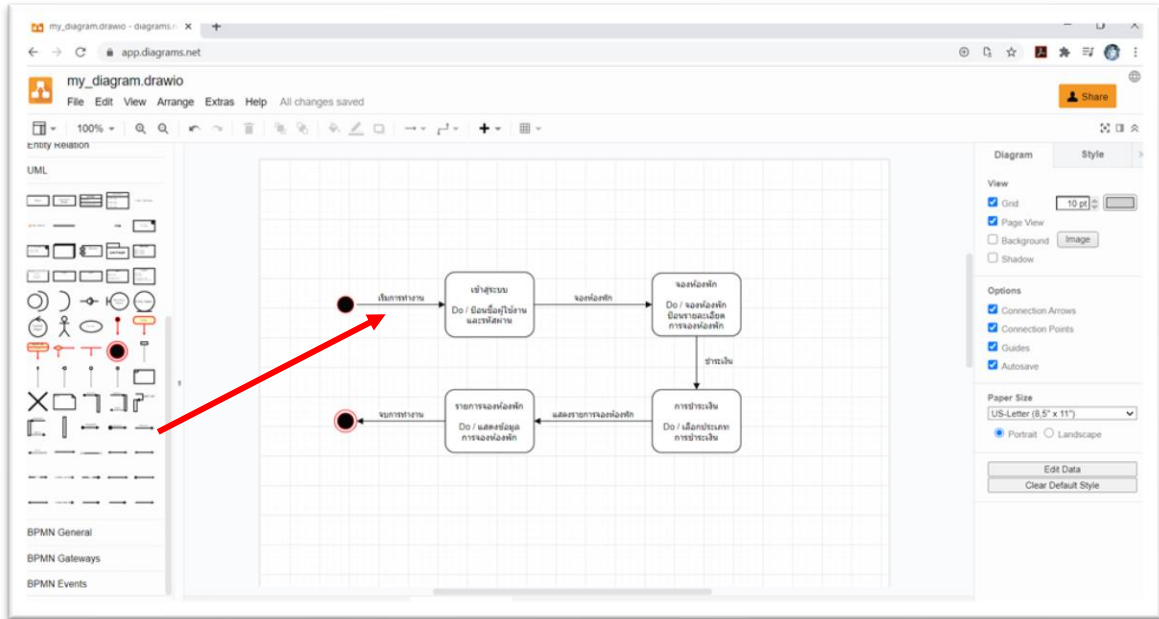 my_diagram.drawio - diagrams.n
app.diagrams.net
my_diagram.drawio
File Edit View Arrange Extras Help All changes saved
Share
100%
Entity Relation
UML
Diagram Style
View
Grid 10 pt
Page View
Background Image
Shadow
Options
Connection Arrows
Connection Points
Guides
Autosave
Paper Size
US-Letter (8,5" x 11")
Portrait Landscape
Edit Data
Clear Default Style
เริ่มการทำงาน
เข้าสู่ระบบ
Do / ป้อนชื่อผู้ใช้งาน
และรหัสผ่าน
จองห้องพัก
จองห้องพัก
Do / จองห้องพัก
ป้อนรายละเอียด
การจองห้องพัก
ชำระเงิน
การชำระเงิน
Do / เลือกประเภท
การชำระเงิน
แสดงรายการจองห้องพัก
รายการจองห้องพัก
Do / แสดงข้อมูล
การจองห้องพัก
จบการทำงาน
BPMN General
BPMN Gateways
BPMN Events